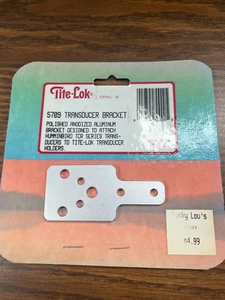 Tite-Lok
5709 TRANSDUCER BRACKET
POLISHED ANODIZED ALUMINUM
BRACKET DESIGNED TO ATTACH
HUMMINBIRD TCR SERIES TRANS-
DUCERS TO TITE-LOK TRANSDUCER
HOLDERS.
Lou's
4.99